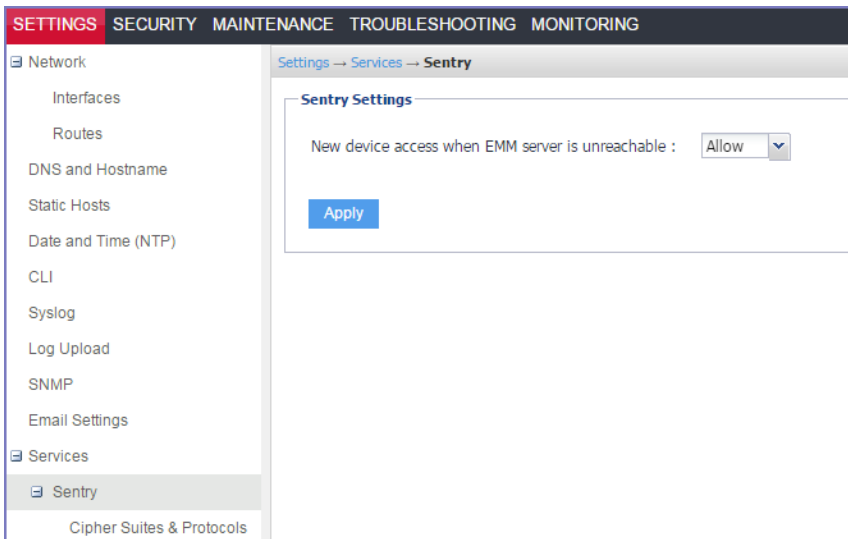 SETTINGS SECURITY MAINTENANCE TROUBLESHOOTING MONITORING
Network
Interfaces
Routes
DNS and Hostname
Static Hosts
Date and Time (NTP)
CLI
Syslog
Log Upload
SNMP
Email Settings
Services
Sentry
Cipher Suites & Protocols
Settings → Services → Sentry
Sentry Settings
New device access when EMM server is unreachable : Allow
Apply